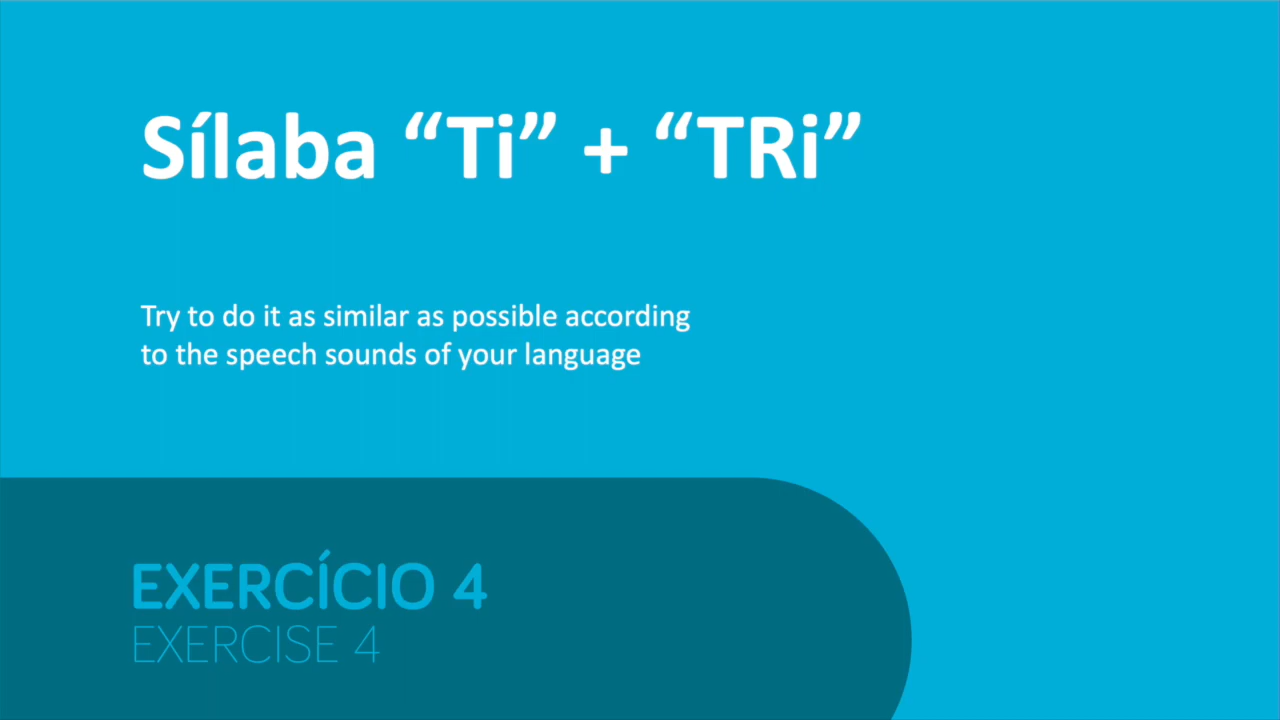 Sílaba “Ti” + “TRi”
Try to do it as similar as possible according
to the speech sounds of your language
EXERCÍCIO 4
EXERCISE 4